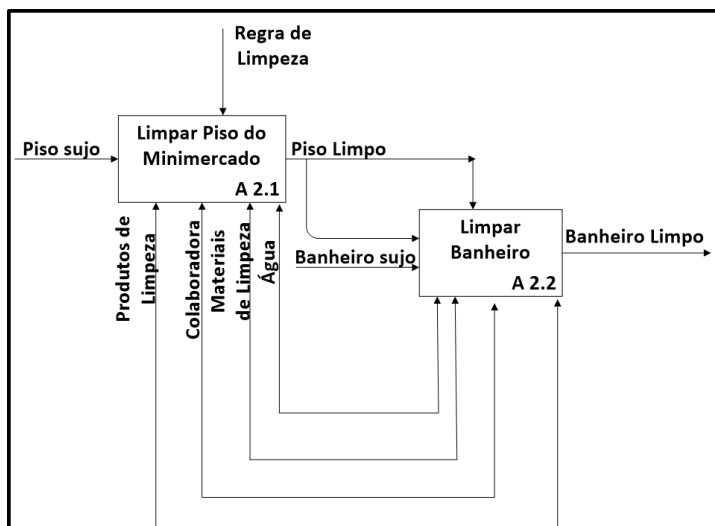 Regra de
Limpeza
Piso sujo
Limpar Piso do
Minimercado
A 2.1
Piso Limpo
Produtos de
Limpeza
Colaboradora
Materiais
de Limpeza
Água
Banheiro sujo
Limpar
Banheiro
A 2.2
Banheiro Limpo